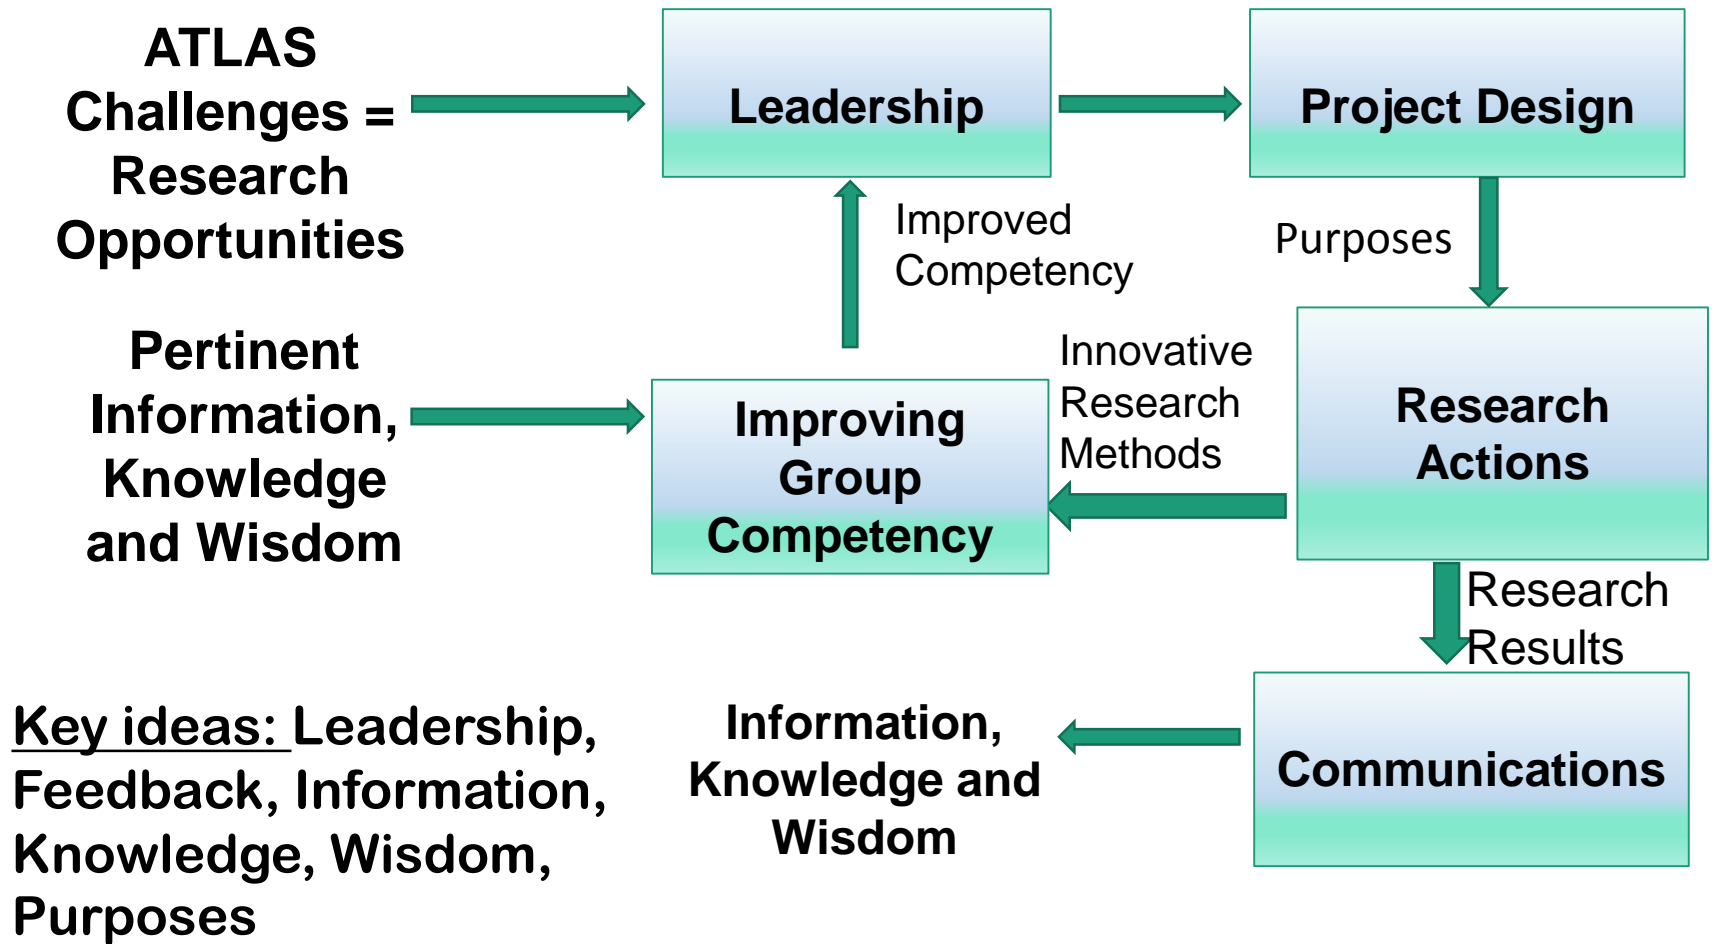 ATLAS
Challenges =
Research
Opportunities
Leadership
Project Design
Improved
Competency
Purposes
Pertinent
Information,
Knowledge
and Wisdom
Improving
Group
Competency
Innovative
Research
Methods
Research
Actions
Research
Results
Key ideas: Leadership,
Feedback, Information,
Knowledge, Wisdom,
Purposes
Information,
Knowledge and
Wisdom
Communications